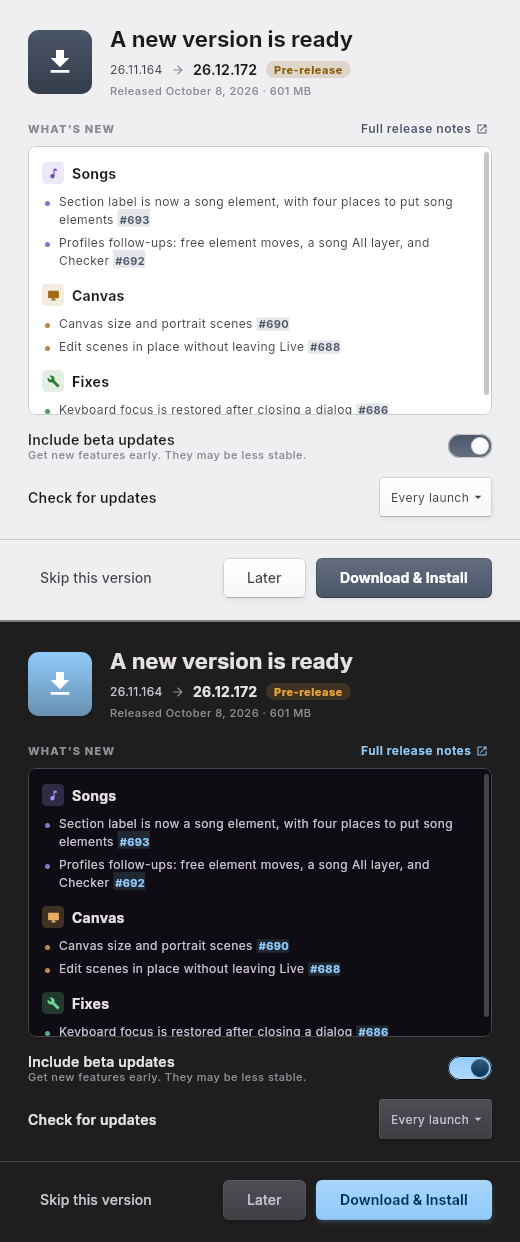 A new version is ready
26.11.164 → 26.12.172 Pre-release
Released October 8, 2026 · 601 MB
WHAT'S NEW Full release notes
Songs
Section label is now a song element, with four places to put song
elements #693
Profiles follow-ups: free element moves, a song All layer, and
Checker #692
Canvas
Canvas size and portrait scenes #690
Edit scenes in place without leaving Live #688
Fixes
Keyboard focus is restored after closing a dialog #686
Include beta updates
Get new features early. They may be less stable.
Check for updates Every launch
Skip this version Later Download & Install
A new version is ready
26.11.164 → 26.12.172 Pre-release
Released October 8, 2026 · 601 MB
WHAT'S NEW Full release notes
Songs
Section label is now a song element, with four places to put song
elements #693
Profiles follow-ups: free element moves, a song All layer, and
Checker #692
Canvas
Canvas size and portrait scenes #690
Edit scenes in place without leaving Live #688
Fixes
Keyboard focus is restored after closing a dialog #686
Include beta updates
Get new features early. They may be less stable.
Check for updates Every launch
Skip this version Later Download & Install